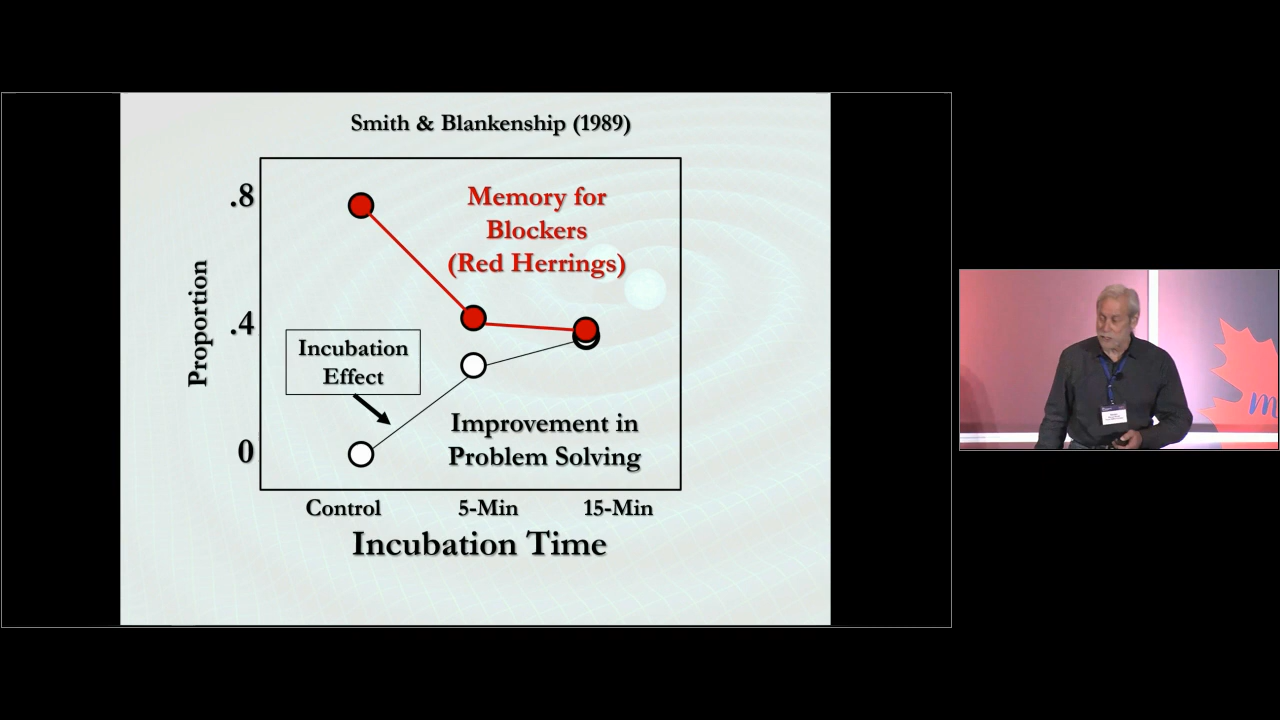 Smith & Blankenship (1989)
.8
.4
0
Proportion
Memory for
Blockers
(Red Herrings)
Incubation
Effect
Improvement in
Problem Solving
Control 5-Min 15-Min
Incubation Time
m